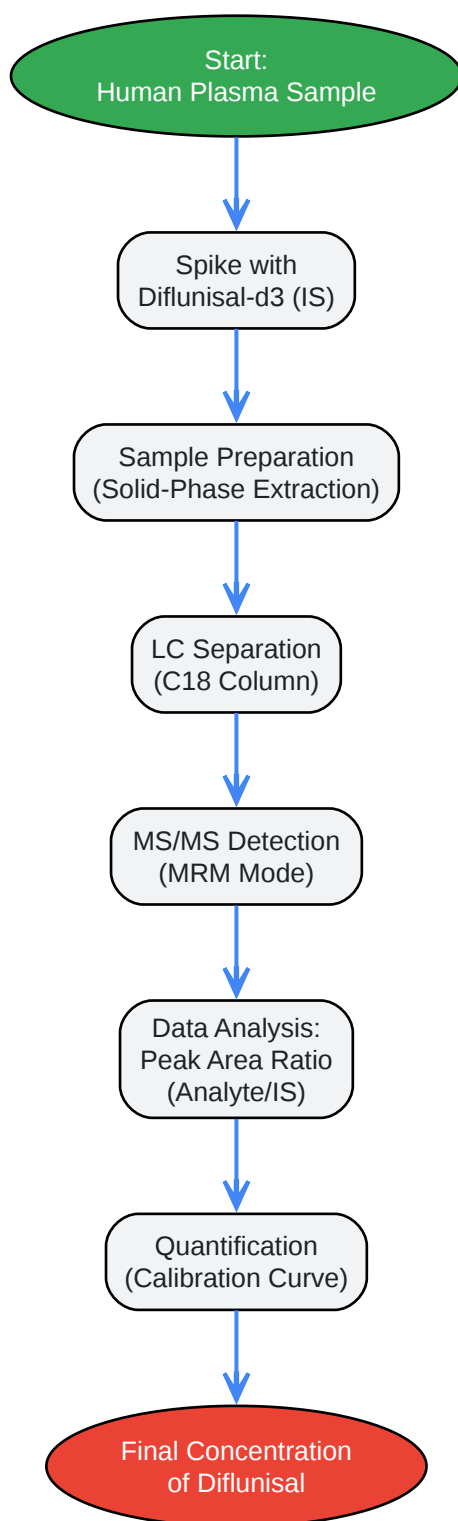 Start:
Human Plasma Sample
Spike with
Diflunisal-d3 (IS)
Sample Preparation
(Solid-Phase Extraction)
LC Separation
(C18 Column)
MS/MS Detection
(MRM Mode)
Data Analysis:
Peak Area Ratio
(Analyte/IS)
Quantification
(Calibration Curve)
Final Concentration
of Diflunisal